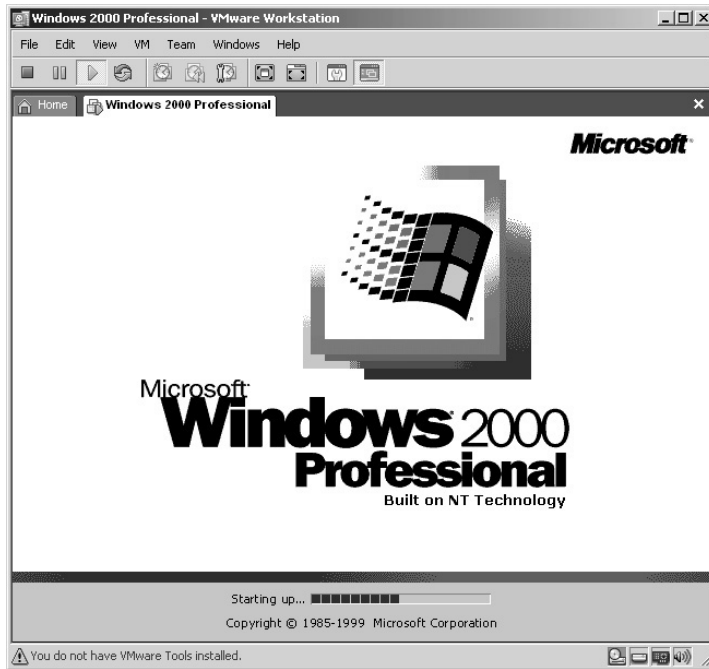 Windows 2000 Professional - VMware Workstation
File Edit View VM Team Windows Help
Home Windows 2000 Professional
Microsoft
Microsoft
Windows 2000
Professional
Built on NT Technology
Starting up...
Copyright © 1985-1999 Microsoft Corporation
You do not have VMware Tools installed.